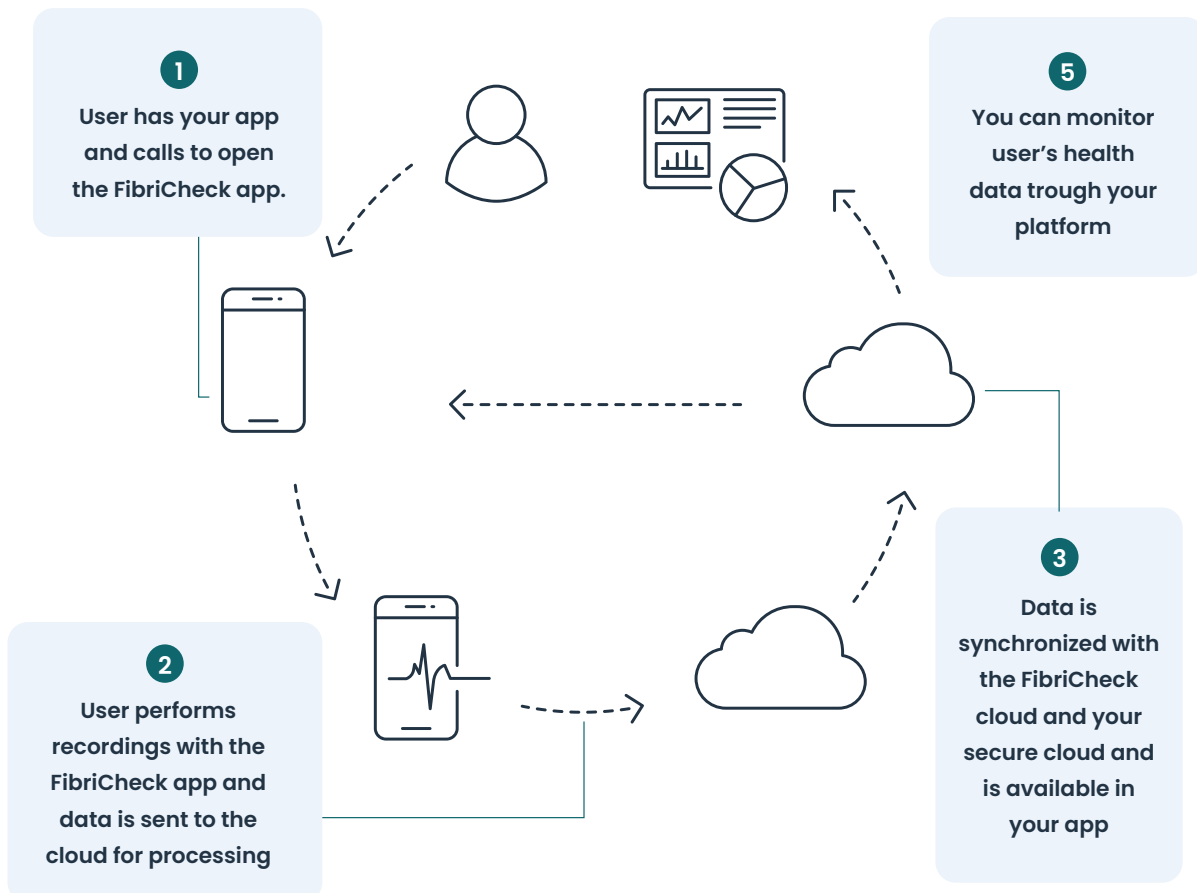 1
User has your app
and calls to open
the FibriCheck app.
5
You can monitor
user’s health
data trough your
platform
2
User performs
recordings with the
FibriCheck app and
data is sent to the
cloud for processing
3
Data is
synchronized with
the FibriCheck
cloud and your
secure cloud and
is available in
your app